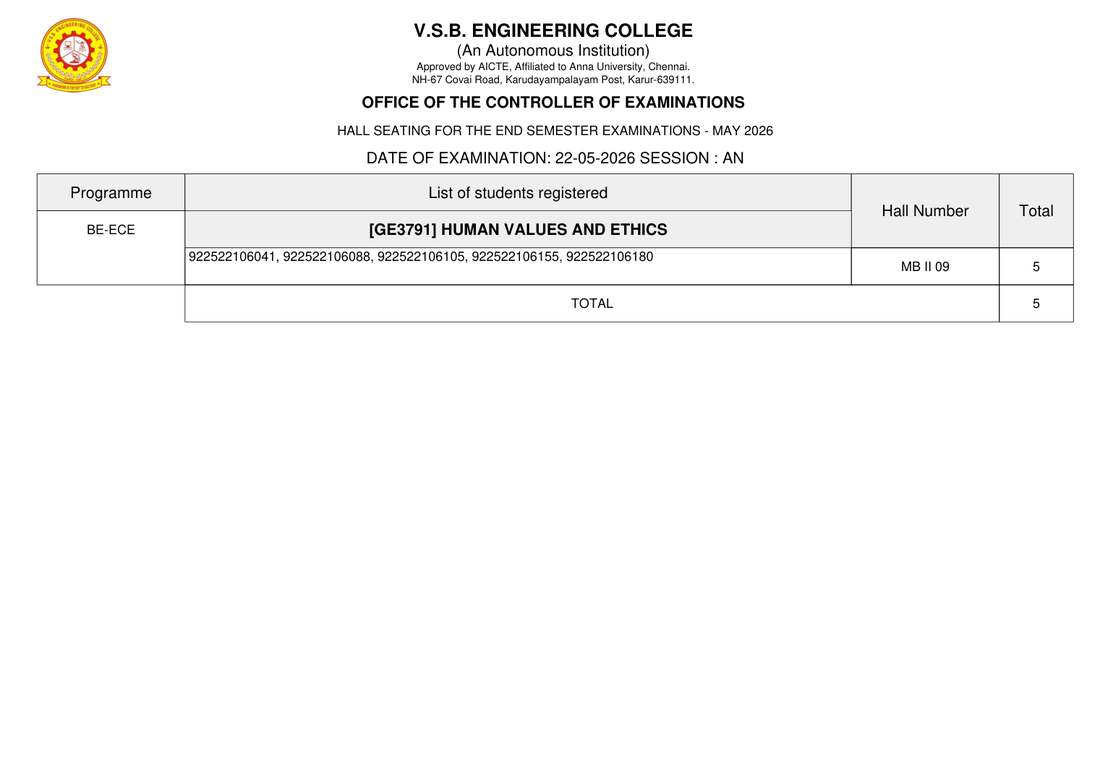 V.S.B. ENGINEERING COLLEGE
(An Autonomous Institution)
Approved by AICTE, Affiliated to Anna University, Chennai.
NH-67 Covai Road, Karudayampalayam Post, Karur-639111.
OFFICE OF THE CONTROLLER OF EXAMINATIONS
HALL SEATING FOR THE END SEMESTER EXAMINATIONS - MAY 2026
DATE OF EXAMINATION: 22-05-2026 SESSION : AN
Programme List of students registered Hall Number Total
BE-ECE [GE3791] HUMAN VALUES AND ETHICS
922522106041, 922522106088, 922522106105, 922522106155, 922522106180 MB II 09 5
TOTAL 5